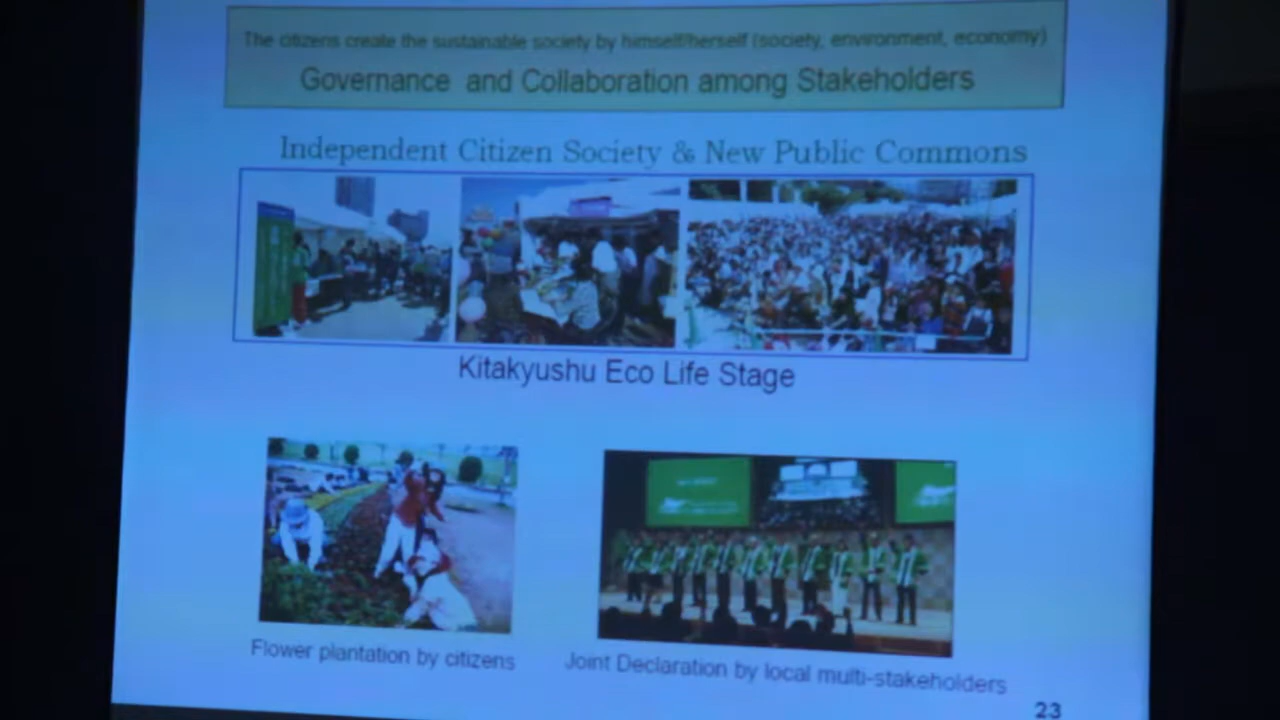 The citizens create the sustainable society by himself/herself (society, environment, economy)
Governance and Collaboration among Stakeholders
Independent Citizen Society & New Public Commons
Kitakyushu Eco Life Stage
Flower plantation by citizens
Joint Declaration by local multi-stakeholders
23